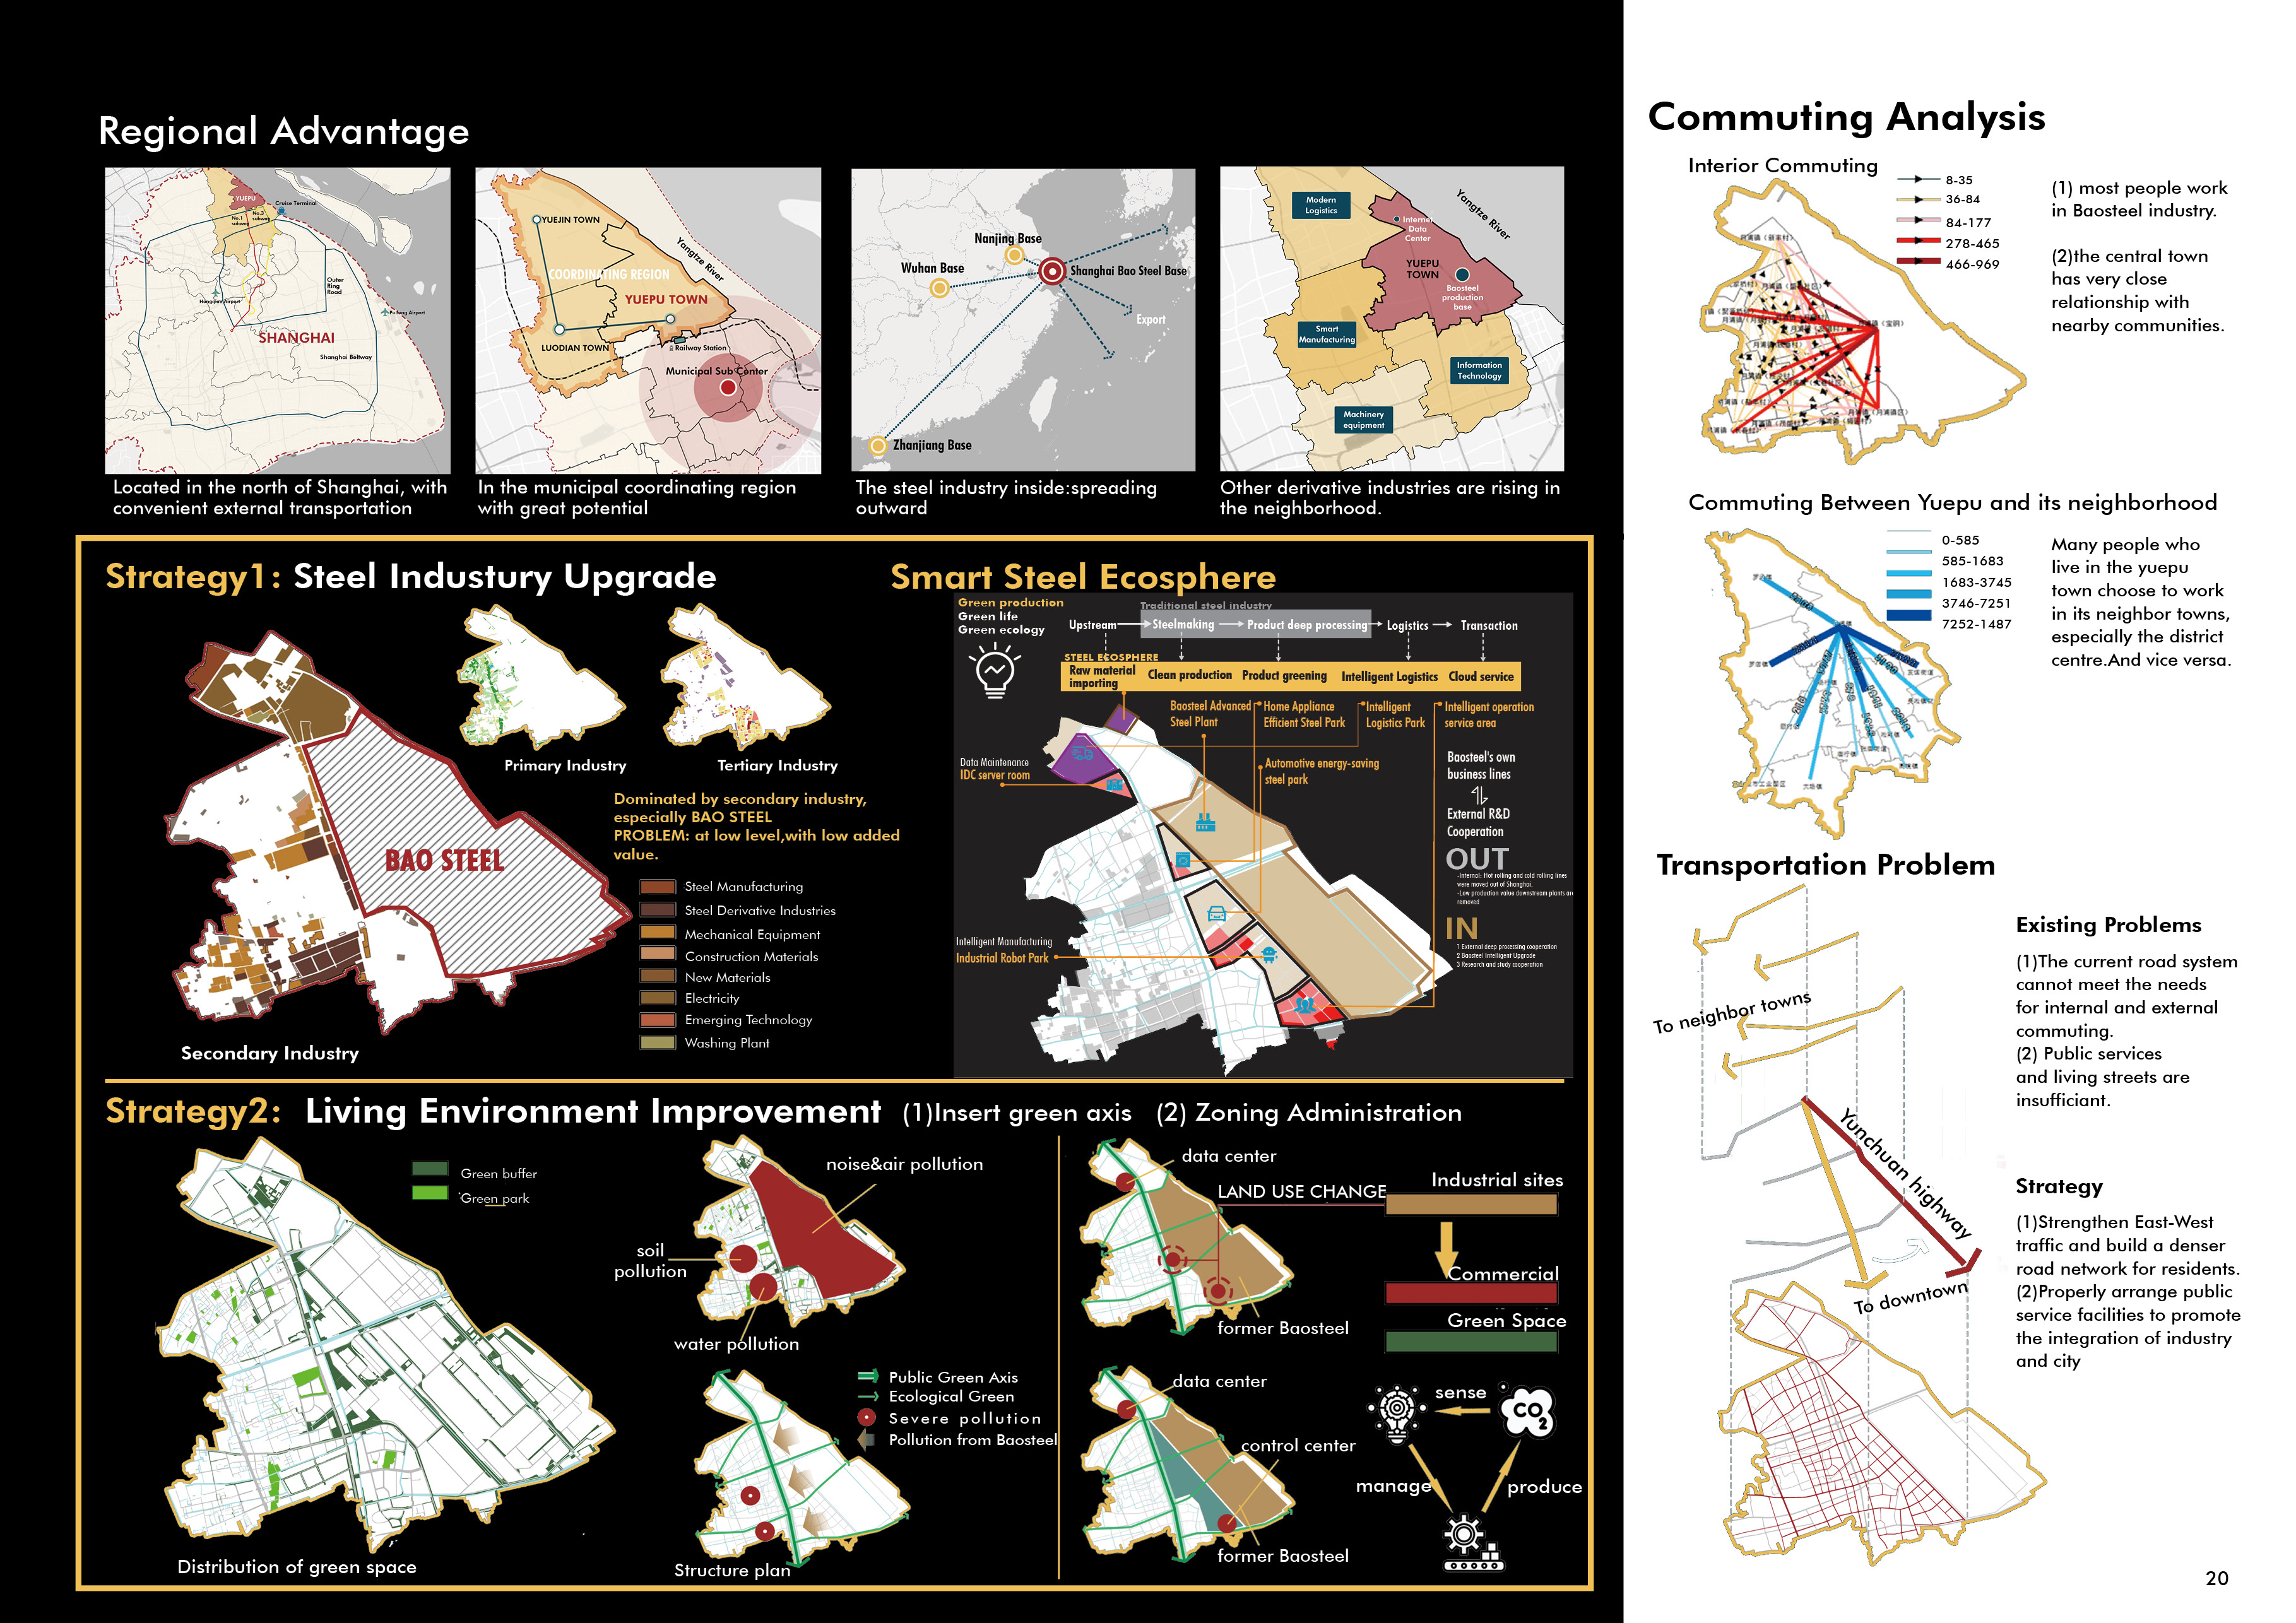 Regional Advantage
YUEPU
Cruise Terminal
No.1
subway
No.3
subway
Outer
Ring
Road
Hongqiao Airport
Pudong Airport
SHANGHAI
Shanghai Beltway
Located in the north of Shanghai, with
convenient external transportation
YUEJIN TOWN
COORDINATING REGION
Yangtze River
YUEPU TOWN
LUODIAN TOWN
Railway Station
Municipal Sub Center
In the municipal coordinating region
with great potential
Nanjing Base
Wuhan Base
Shanghai Bao Steel Base
Export
Zhanjiang Base
The steel industry inside:spreading
outward
Modern
Logistics
Internet
Data
Center
Yangtze River
YUEPU
TOWN
Baosteel
production
base
Smart
Manufacturing
Information
Technology
Machinery
equipment
Other derivative industries are rising in
the neighborhood.
Strategy1: Steel Industury Upgrade
Primary Industry
Tertiary Industry
BAO STEEL
Dominated by secondary industry,
especially BAO STEEL
PROBLEM: at low level,with low added
value.
Steel Manufacturing
Steel Derivative Industries
Mechanical Equipment
Construction Materials
New Materials
Electricity
Emerging Technology
Washing Plant
Secondary Industry
Smart Steel Ecosphere
Green production
Green life
Green ecology
Traditional steel industry
Upstream
Steelmaking
Product deep processing
Logistics
Transaction
STEEL ECOSPHERE
Raw material
importing
Clean production
Product greening
Intelligent Logistics
Cloud service
Baosteel Advanced
Steel Plant
Home Appliance
Efficient Steel Park
Intelligent
Logistics Park
Intelligent operation
service area
Data Maintenance
IDC server room
Automotive energy-saving
steel park
Baosteel's own
business lines
External R&D
Cooperation
OUT
-Internal: Hot rolling and cold rolling lines
were moved out of Shanghai.
-Low production value downstream plants are
removed
IN
1 External deep processing cooperation
2 Baosteel Intelligent Upgrade
3 Research and study cooperation
Intelligent Manufacturing
Industrial Robot Park
Strategy2: Living Environment Improvement (1)Insert green axis (2) Zoning Administration
Green buffer
Green park
Distribution of green space
noise&air pollution
soil
pollution
water pollution
Public Green Axis
Ecological Green
Severe pollution
Pollution from Baosteel
Structure plan
data center
LAND USE CHANGE
Industrial sites
Commercial
Green Space
former Baosteel
data center
control center
former Baosteel
sense
CO2
manage
produce
Commuting Analysis
Interior Commuting
8-35
36-84
84-177
278-465
466-969
(1) most people work
in Baosteel industry.
(2)the central town
has very close
relationship with
nearby communities.
Commuting Between Yuepu and its neighborhood
0-585
585-1683
1683-3745
3746-7251
7252-1487
Many people who
live in the yuepu
town choose to work
in its neighbor towns,
especially the district
centre.And vice versa.
Transportation Problem
To neighbor towns
Yunchuan highway
To downtown
Existing Problems
(1)The current road system
cannot meet the needs
for internal and external
commuting.
(2) Public services
and living streets are
insufficiant.
Strategy
(1)Strengthen East-West
traffic and build a denser
road network for residents.
(2)Properly arrange public
service facilities to promote
the integration of industry
and city
20